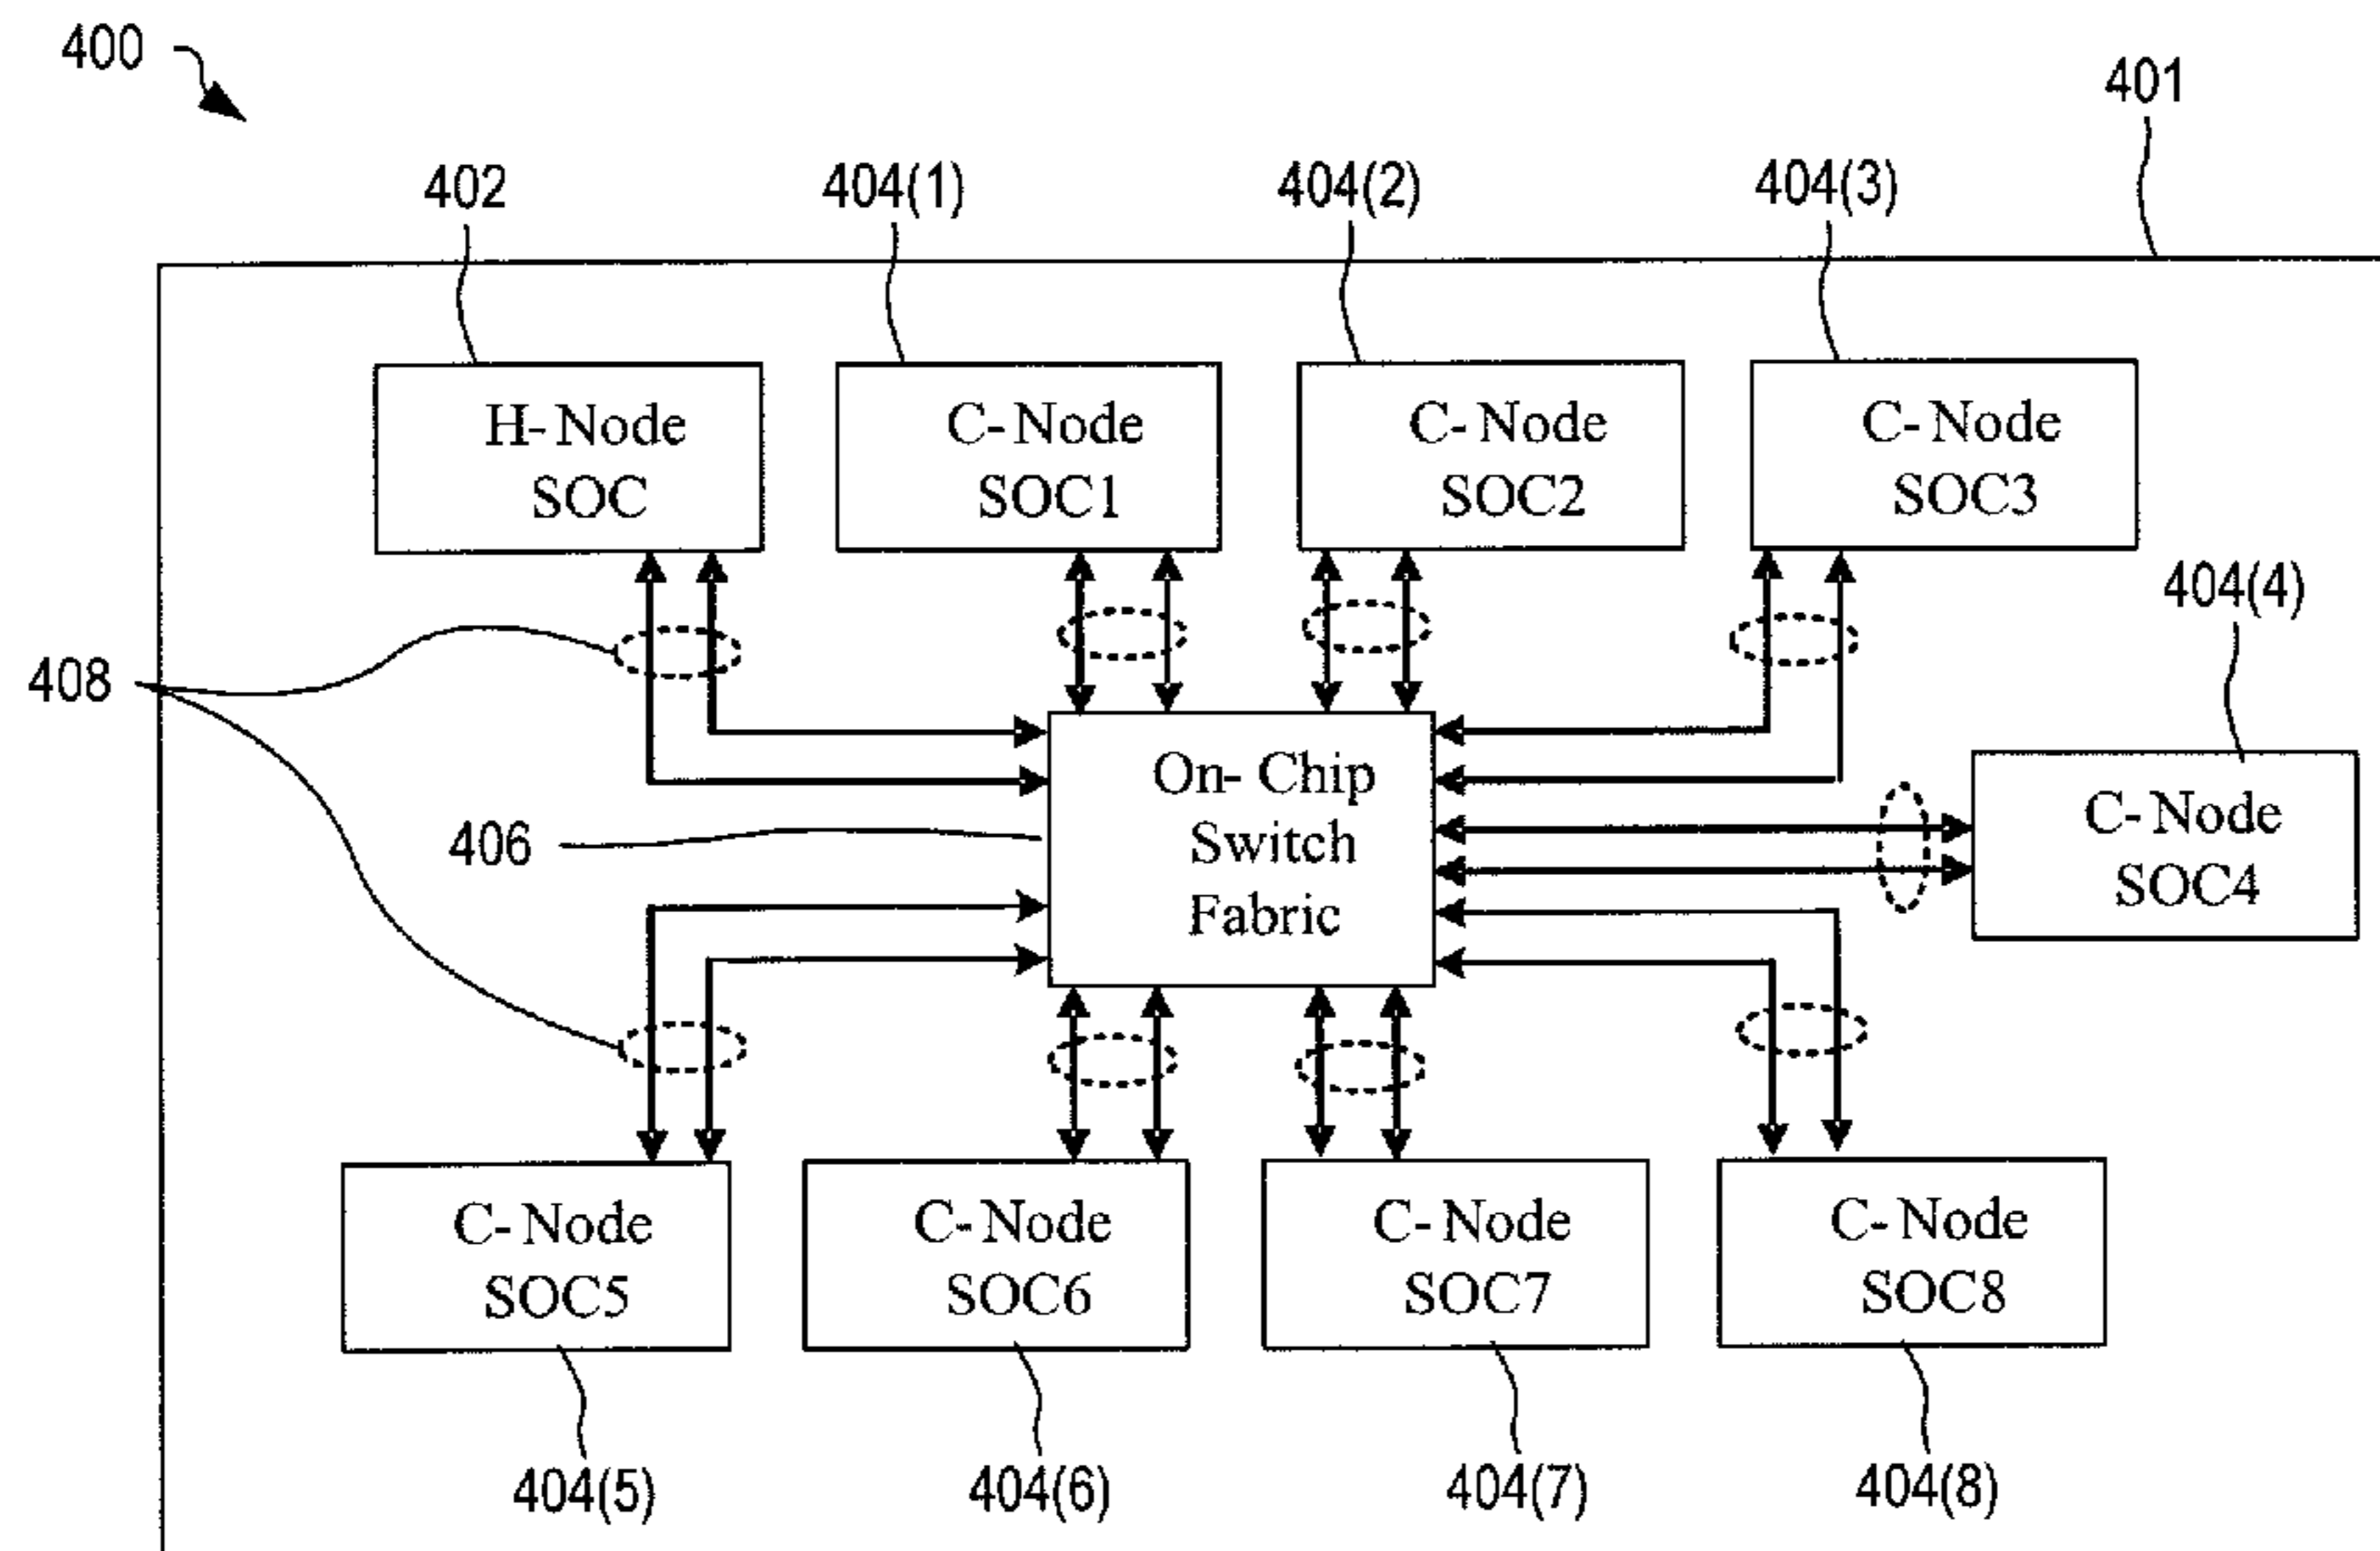 400
401
402
404(1)
404(2)
404(3)
H-Node
SOC
C-Node
SOC1
C-Node
SOC2
C-Node
SOC3
404(4)
408
On-Chip
Switch
Fabric
406
C-Node
SOC4
C-Node
SOC5
C-Node
SOC6
C-Node
SOC7
C-Node
SOC8
404(5)
404(6)
404(7)
404(8)